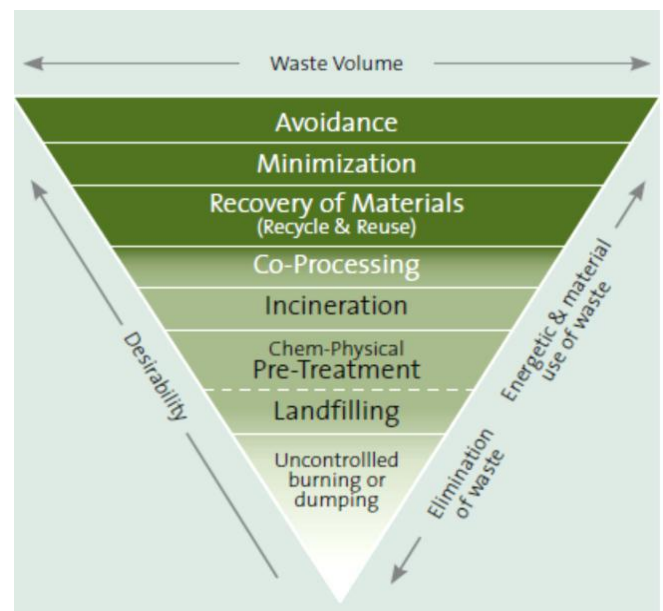 Waste Volume
Avoidance
Minimization
Recovery of Materials
(Recycle & Reuse)
Co-Processing
Incineration
Chem-Physical
Pre-Treatment
Landfilling
Uncontrollled
burning or
dumping
Desirability
Energetic & material
use of waste
Elimination
of waste